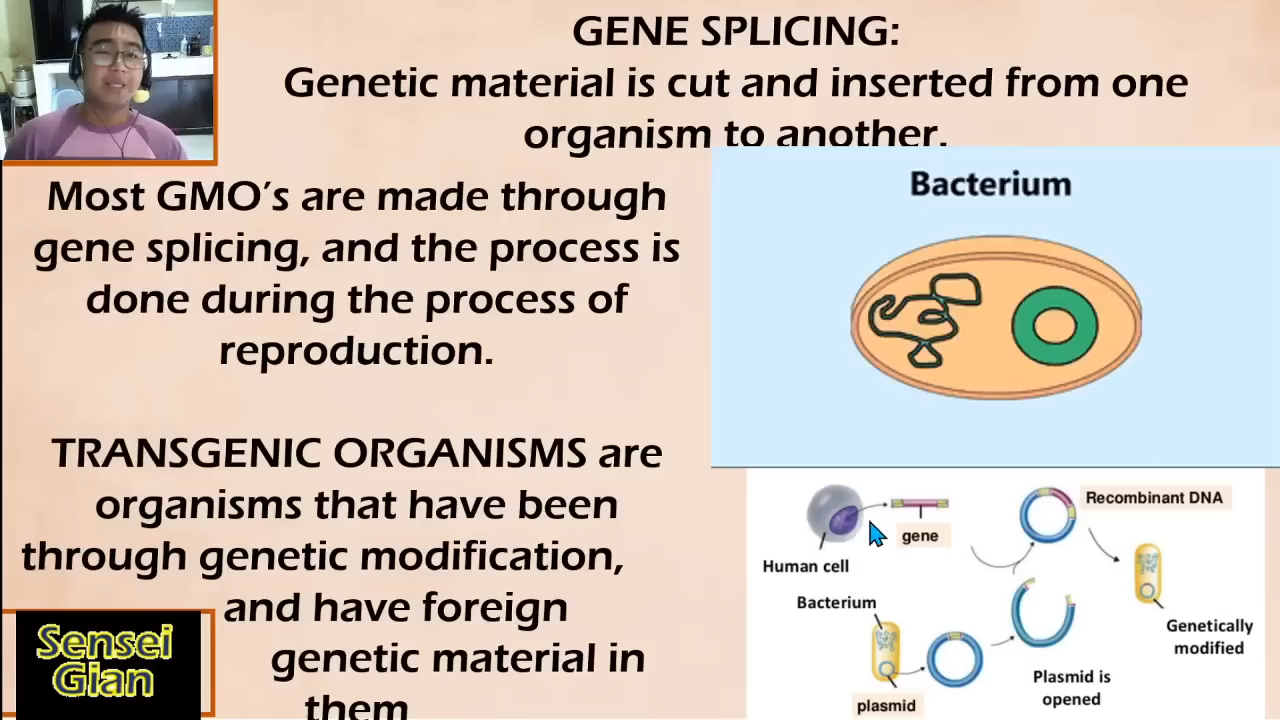 GENE SPLICING:
Genetic material is cut and inserted from one
organism to another.
Most GMO's are made through
gene splicing, and the process is
done during the process of
reproduction.
TRANSGENIC ORGANISMS are
organisms that have been
through genetic modification,
and have foreign
genetic material in
them
Sensei
Gian
Bacterium
Human cell
gene
Recombinant DNA
Bacterium
plasmid
Plasmid is
opened
Genetically
modified